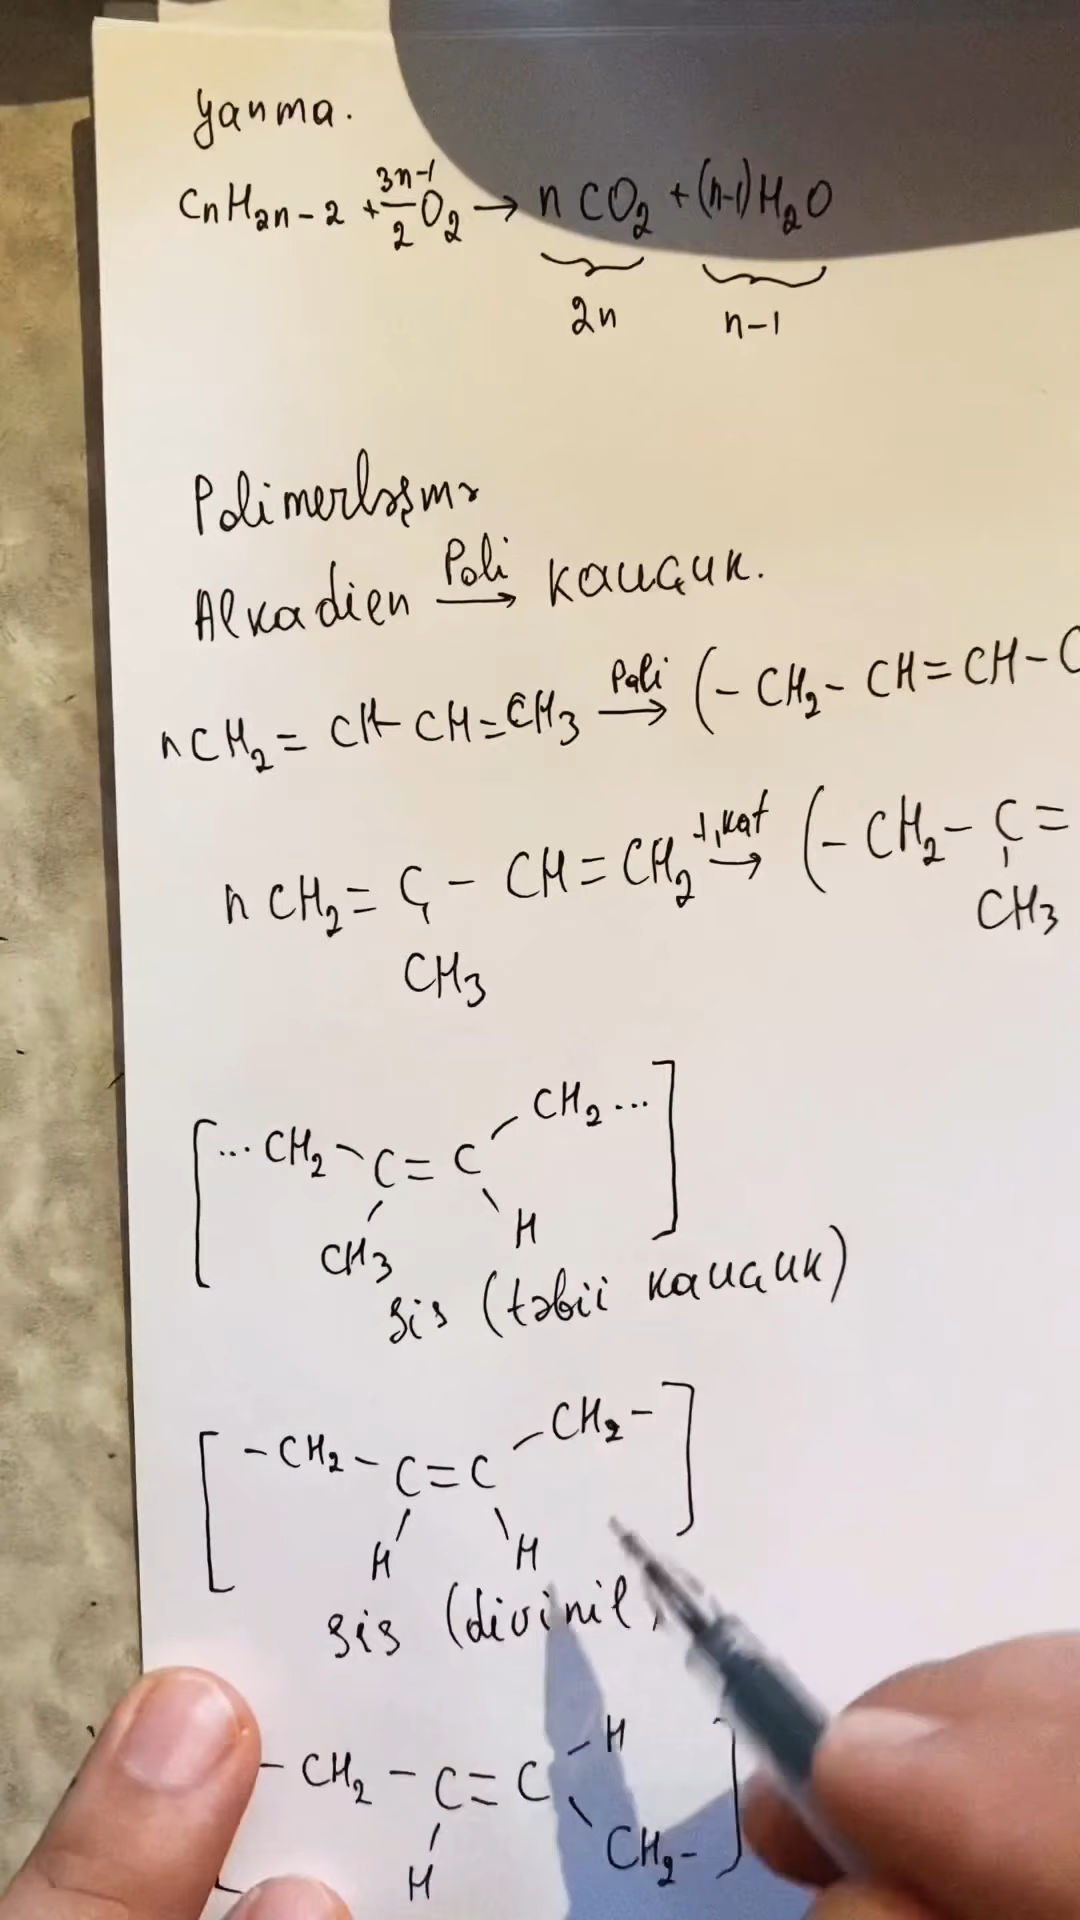 Yanma.
CnH2n-2 + 3n-1/2 O2 → nCO2 + (n-1)H2O
2n n-1
Polimerləşmə
Alkadien Poli → kauçuk.
nCH2 = CH-CH=CH3 Poli → (- CH2 - CH = CH - C
nCH2 = C - CH = CH2 t,kat → (- CH2 - C =
CH3 CH3
[...CH2 - C = C - CH2...]
CH3 H
sis (təbii kauçuk)
[-CH2 - C = C - CH2 -]
H H
sis (divinil)
H
-CH2 - C = C
H CH2- ]